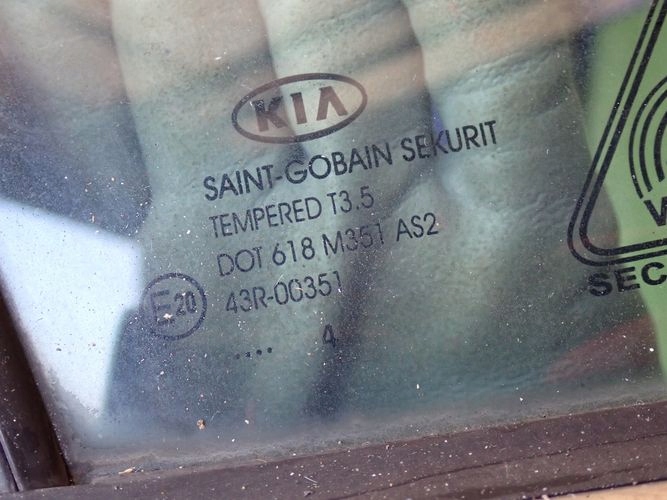 KIA
SAINT-GOBAIN SEKURIT
TEMPERED T3.5
DOT 618 M351 AS2
E20 43R-00351
.... 4
SEC